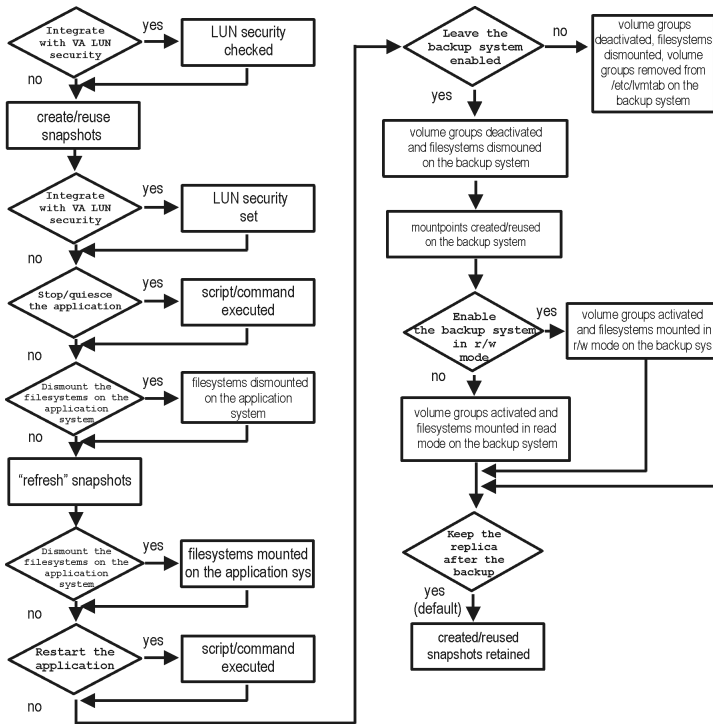 Integrate
with VA LUN
security
yes
LUN security
checked
no
create/reuse
snapshots
Integrate
with VA LUN
security
yes
LUN security
set
no
Stop/quiesce
the application
yes
script/command
executed
no
Dismount the
filesystems on the
application
system
yes
filesystems dismounted
on the application
system
no
“refresh” snapshots
Dismount the
filesystems on the
application
system
yes
filesystems mounted
on the application sys
no
Restart the
application
yes
script/command
executed
no
Leave the
backup system
enabled
no
volume groups
deactivated, filesystems
dismounted, volume
groups removed from
/etc/lvmtab on the
backup system
yes
volume groups deactivated
and filesystems dismouned
on the backup system
mountpoints created/reused
on the backup system
Enable
the backup system
in r/w
mode
yes
volume groups activated
and filesystems mounted in
r/w mode on the backup sys
no
volume groups activated and
filesystems mounted in read
mode on the backup system
Keep the
replica
after the
backup
yes
(default)
created/reused
snapshots retained